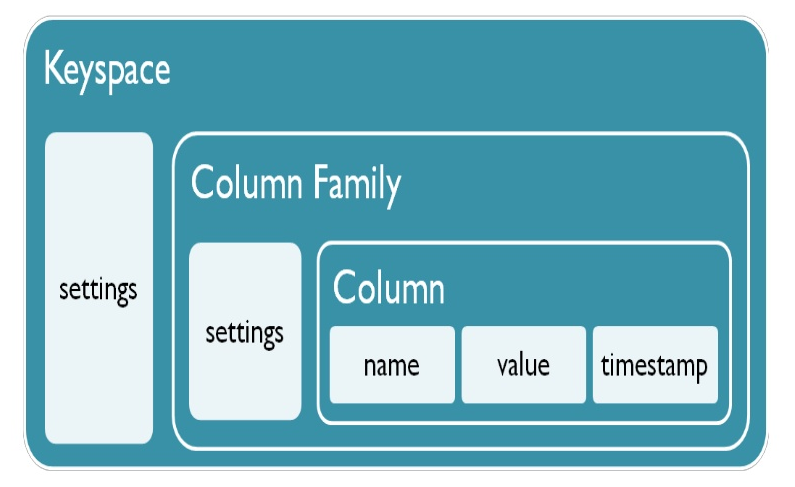 Keyspace
settings
Column Family
settings
Column
name value timestamp